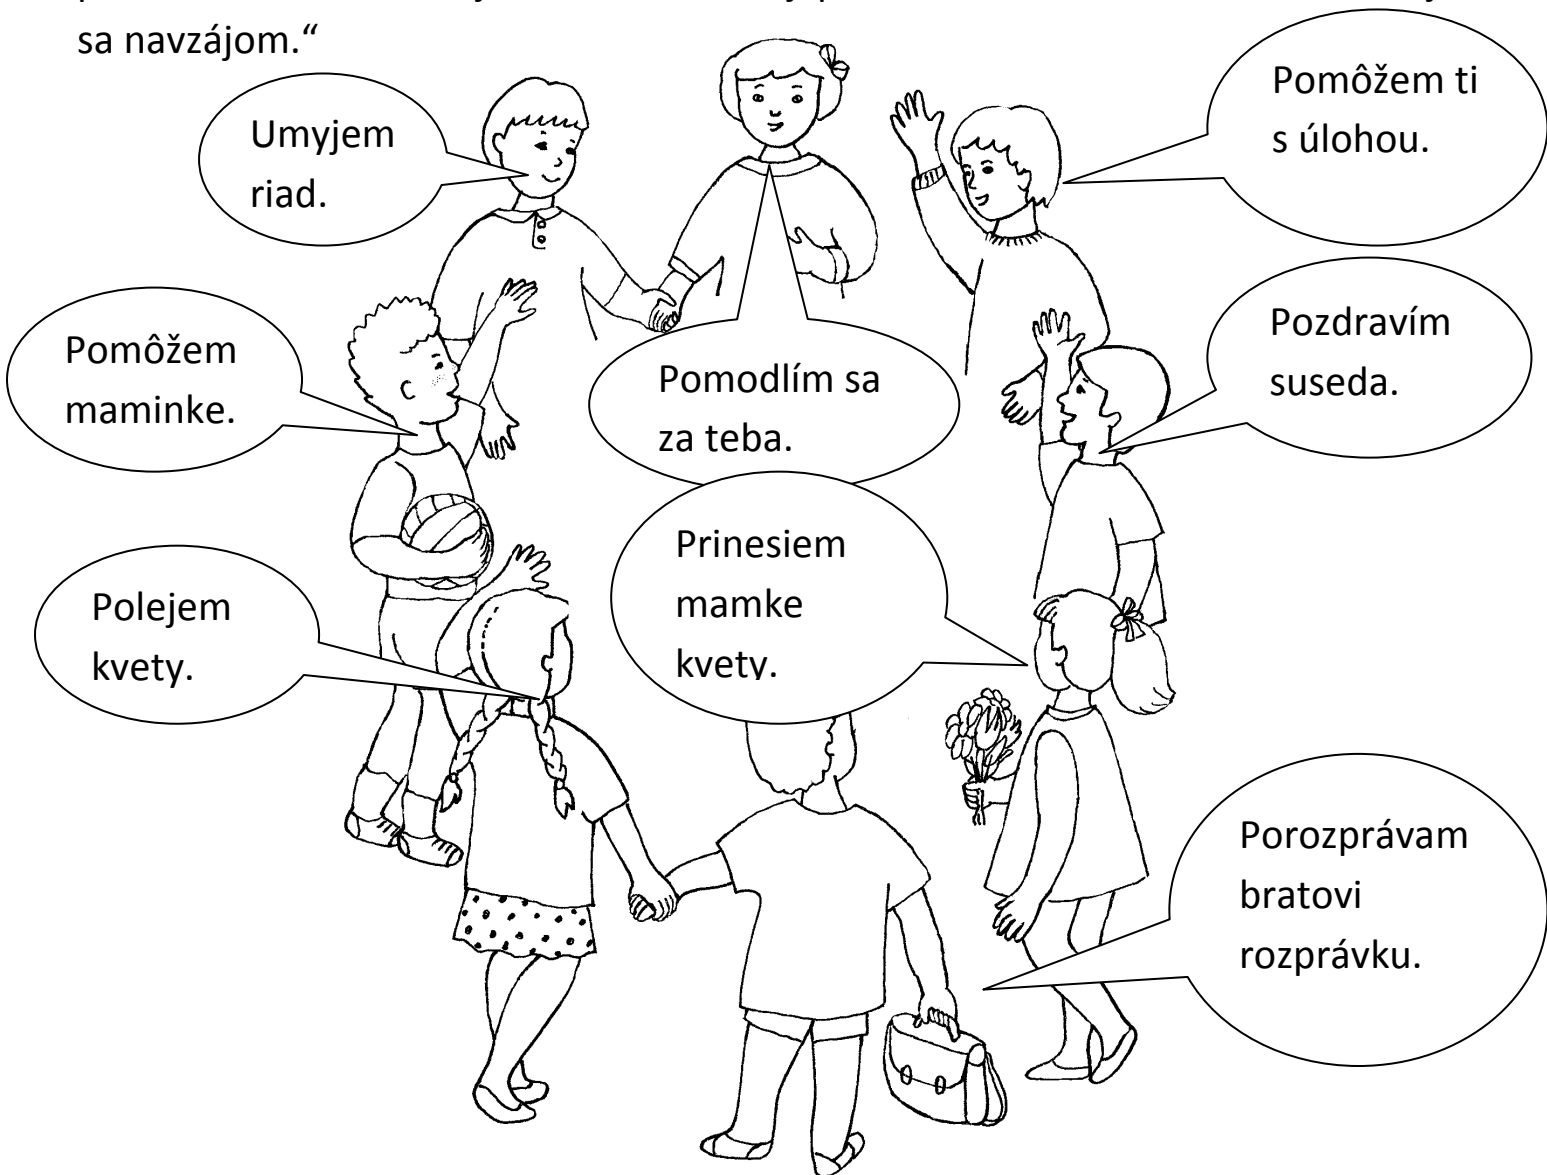 sa navzájom.“
Umyjem
riad.
Pomôžem ti
s úlohou.
Pomôžem
maminke.
Pomodlím sa
za teba.
Pozdravím
suseda.
Polejem
kvety.
Prinesiem
mamke
kvety.
Porozprávam
bratovi
rozprávku.